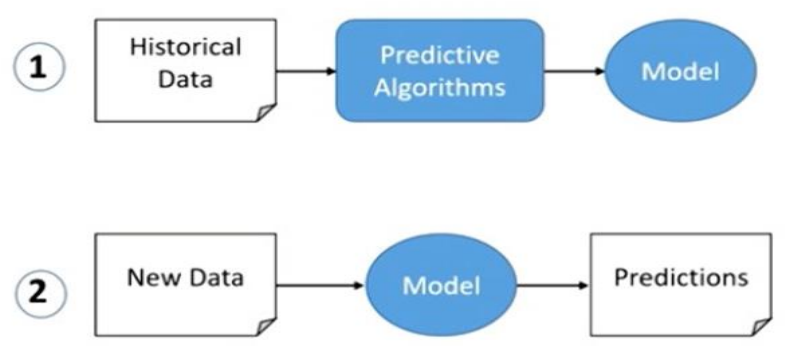 1
Historical
Data
Predictive
Algorithms
Model
2
New Data
Model
Predictions